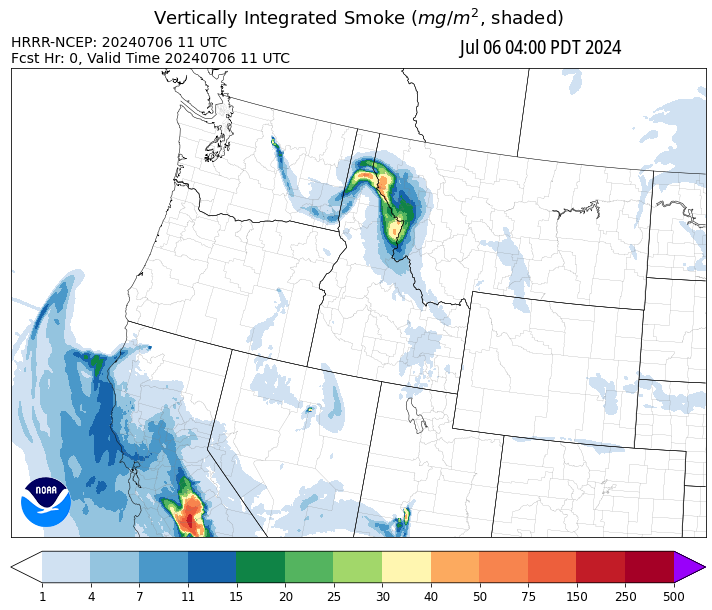 Vertically Integrated Smoke (mg/m², shaded)
HRRR-NCEP: 20240706 11 UTC
Fcst Hr: 0, Valid Time 20240706 11 UTC
Jul 06 04:00 PDT 2024
NOAA
1 4 7 11 15 20 25 30 40 50 75 150 250 500